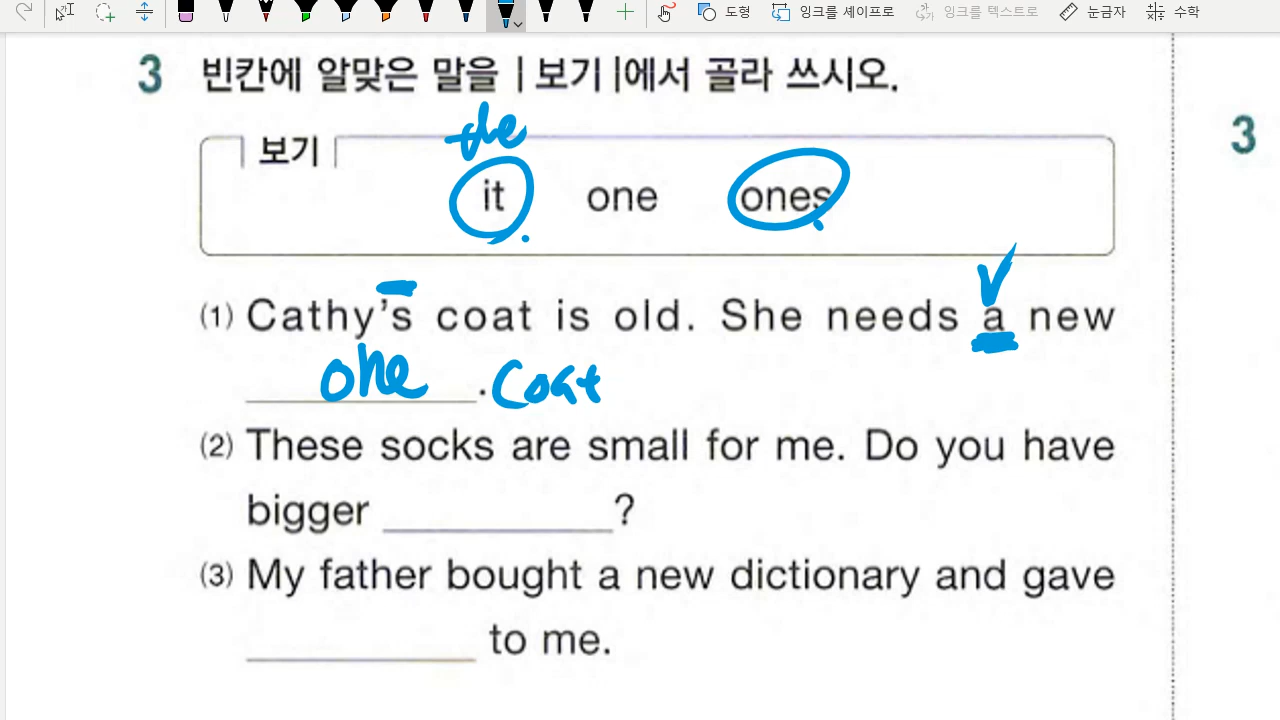 도형 잉크를 셰이프로 잉크를 텍스트로 눈금자 수학
3 빈칸에 알맞은 말을 | 보기 |에서 골라 쓰시오.
the
보기
it one ones
3
(1) Cathy's coat is old. She needs a new
one . coat
(2) These socks are small for me. Do you have
bigger ____________?
(3) My father bought a new dictionary and gave
____________ to me.